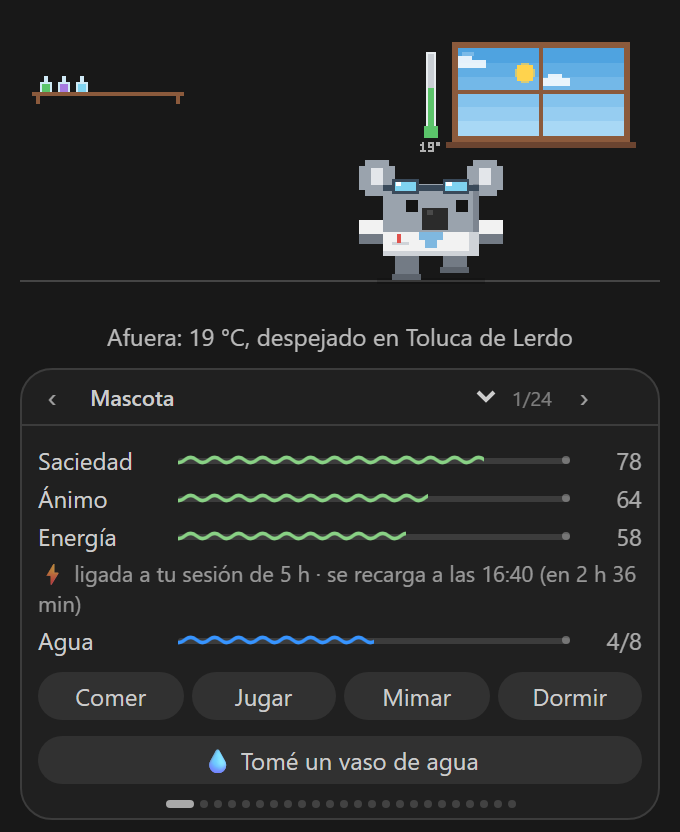 19°
Afuera: 19 °C, despejado en Toluca de Lerdo
‹ Mascota 1/24 ›
Saciedad 78
Ánimo 64
Energía 58
ligada a tu sesión de 5 h · se recarga a las 16:40 (en 2 h 36
min)
Agua 4/8
Comer Jugar Mimar Dormir
Tomé un vaso de agua